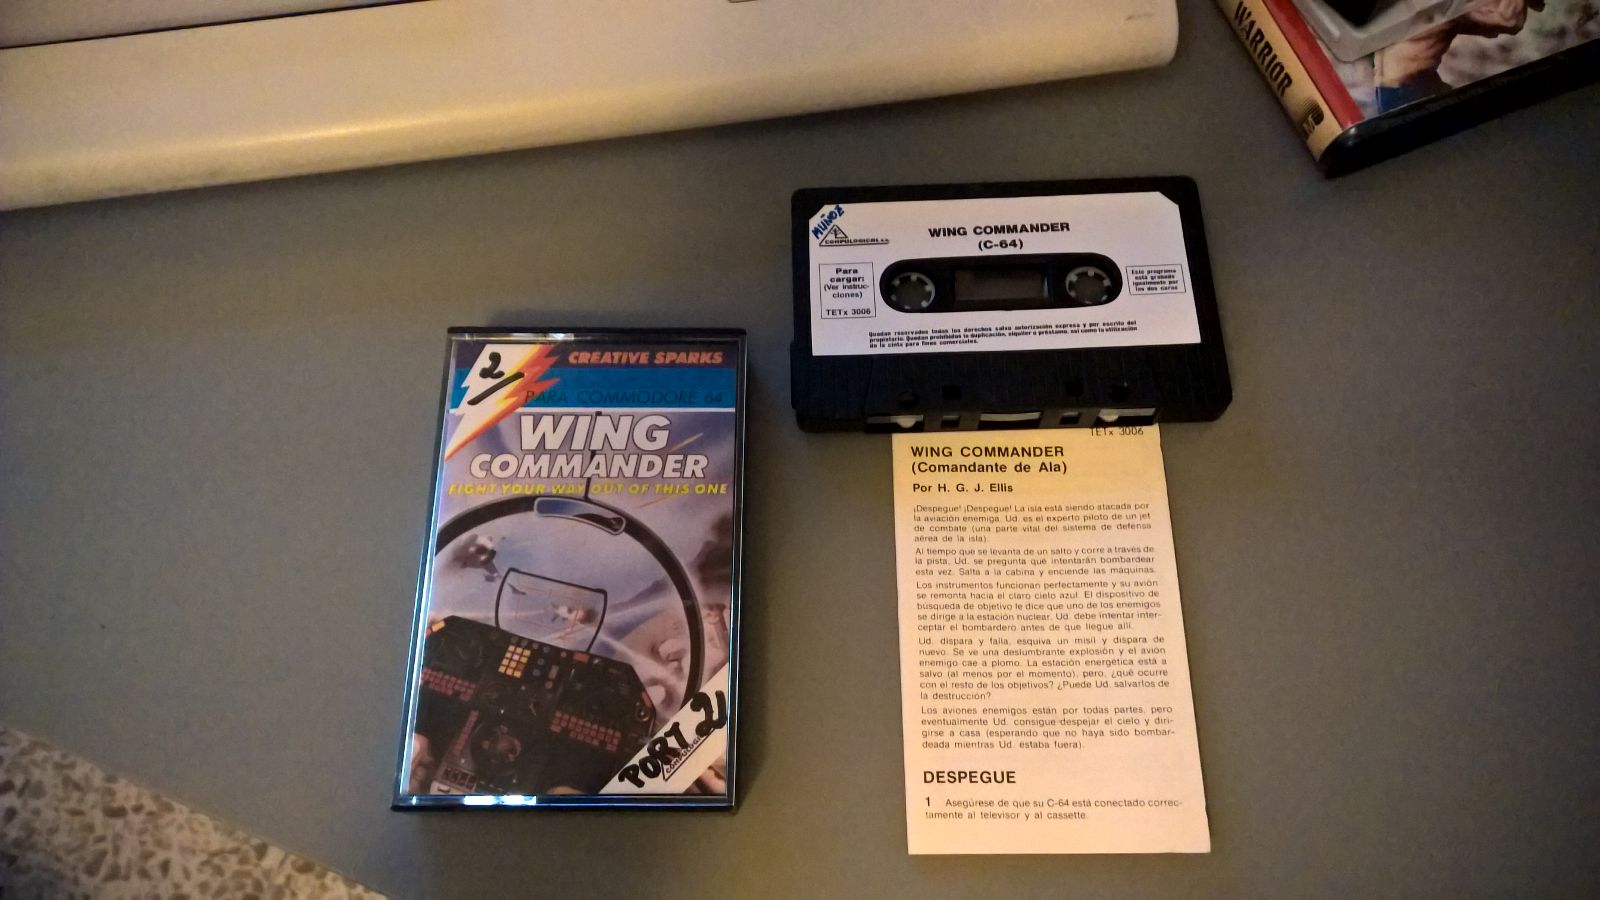 WARRIOR
MUÑOZ
COMPULOGICAL s.a.
WING COMMANDER
(C-64)
Para
cargar:
(Ver instruc-
ciones)
TETx 3006
Este programa
está grabado
igualmente por
las dos caras
Quedan reservados todos los derechos salvo autorización expresa y por escrito del
propietario. Quedan prohibidas la duplicación, alquiler o préstamo, así como la utilización
de la cinta para fines comerciales.
2
CREATIVE SPARKS
PARA COMMODORE 64
WING
COMMANDER
FIGHT YOUR WAY OUT OF THIS ONE
PORT 2
TETx 3006
WING COMMANDER
(Comandante de Ala)
Por H. G. J. Ellis
¡Despegue! ¡Despegue! La isla está siendo atacada por
la aviación enemiga. Ud. es el experto piloto de un jet
de combate (una parte vital del sistema de defensa
aérea de la isla).
Al tiempo que se levanta de un salto y corre a través de
la pista, Ud. se pregunta qué intentarán bombardear
esta vez. Salta a la cabina y enciende las máquinas.
Los instrumentos funcionan perfectamente y su avión
se remonta hacia el claro cielo azul. El dispositivo de
búsqueda de objetivo le dice que uno de los enemigos
se dirige a la estación nuclear. Ud. debe intentar inter-
ceptar el bombardero antes de que llegue allí.
Ud. dispara y falla, esquiva un misil y dispara de
nuevo. Se ve una deslumbrante explosión y el avión
enemigo cae a plomo. La estación energética está a
salvo (al menos por el momento), pero, ¿qué ocurre
con el resto de los objetivos? ¿Puede Ud. salvarlos de
la destrucción?
Los aviones enemigos están por todas partes, pero
eventualmente Ud. consigue despejar el cielo y diri-
girse a casa (esperando que no haya sido bombar-
deada mientras Ud. estaba fuera).
DESPEGUE
1 Asegúrese de que su C-64 está conectado correc-
tamente al televisor y al cassette.